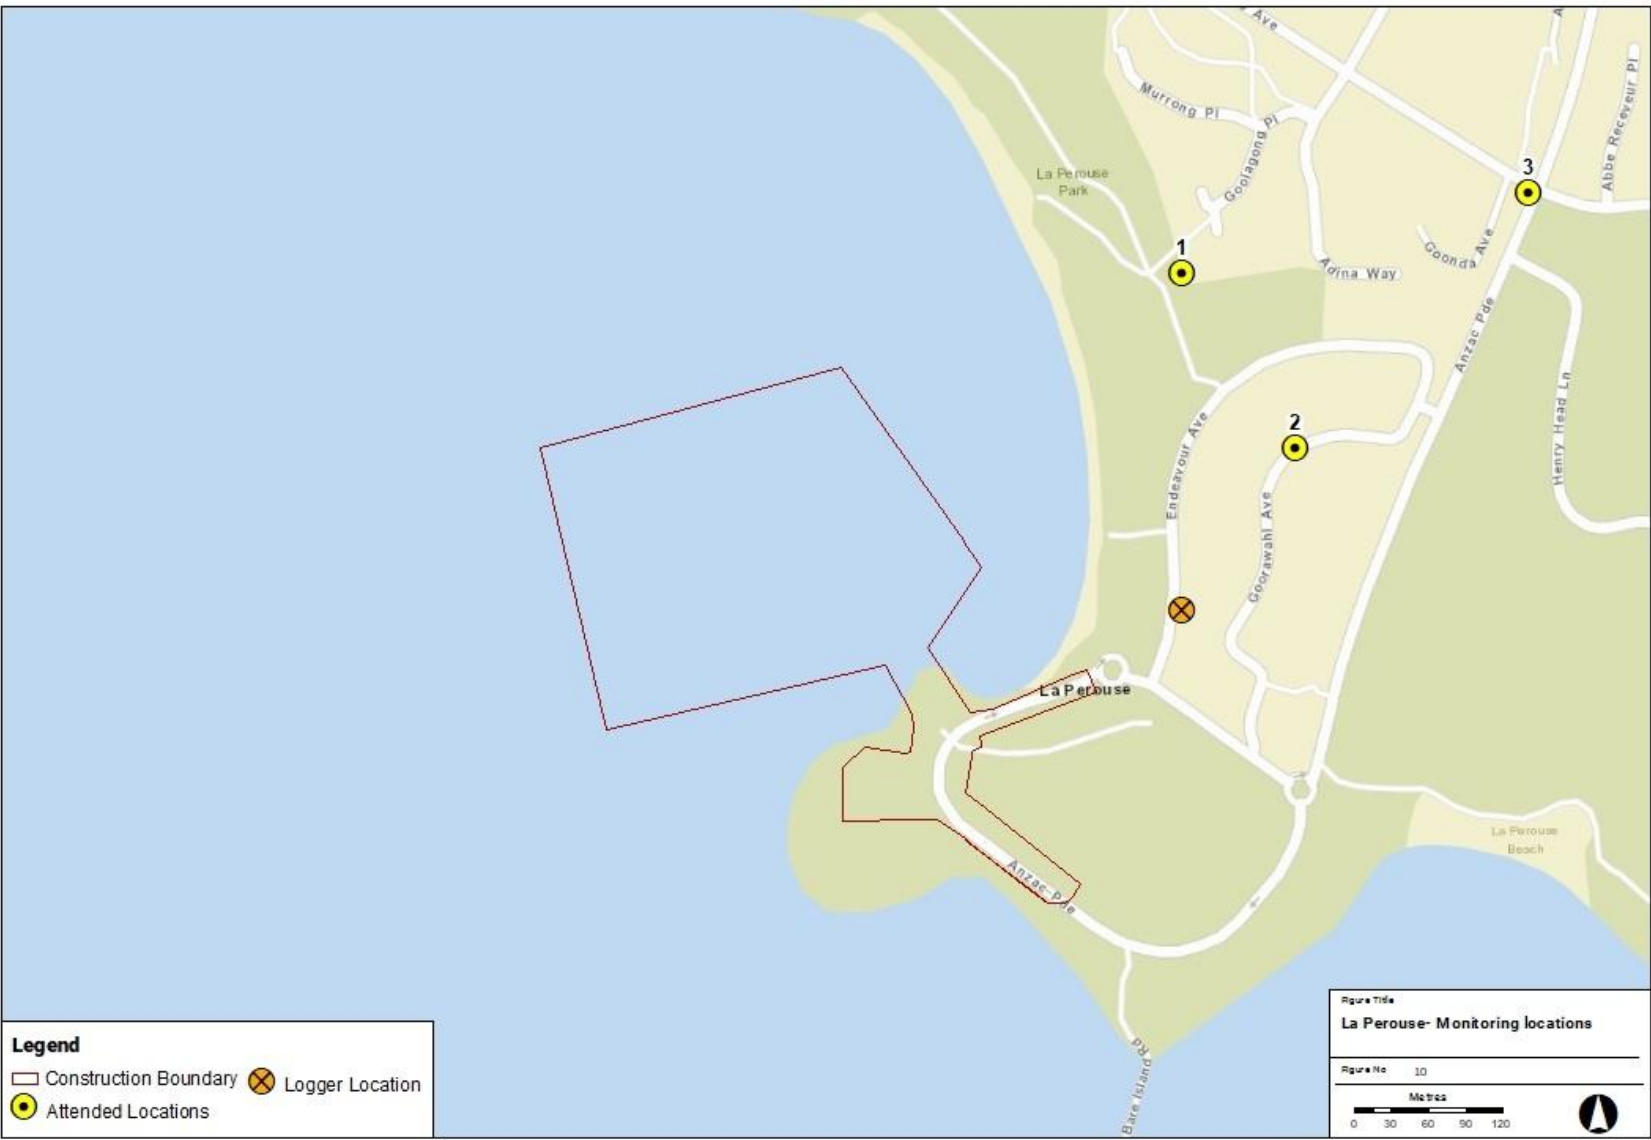 Ave
A
Murrong Pl
Goolagong Pl
Abbe Receveur Pl
La Perouse
Park
3
1
Goonda Ave
Adina Way
Anzac Pde
Henry Head Ln
2
Endeavour Ave
Goorawahl Ave
La Perouse
La Perouse
Beach
Anzac Pde
Bare Island Rd
Legend
Construction Boundary
Logger Location
Attended Locations
Figure Title
La Perouse- Monitoring locations
Figure No 10
Metres
0 30 60 90 120